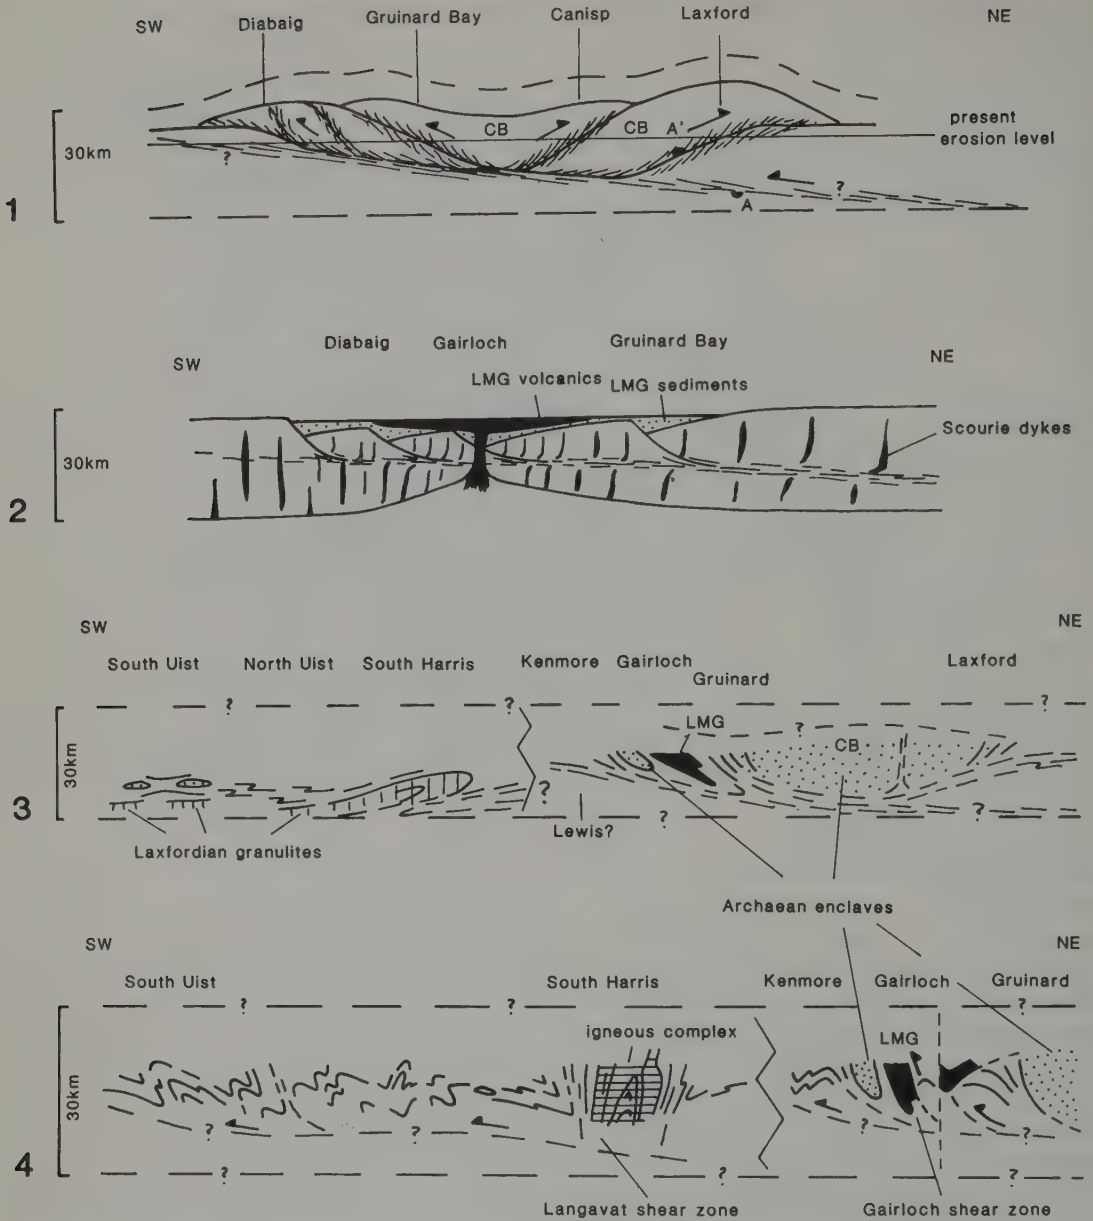 SW
Diabaig
Gruinard Bay
Canisp
Laxford
NE
CB
CB
A'
present
erosion level
30km
?
?
A
1
Diabaig
Gairloch
Gruinard Bay
SW
NE
LMG volcanics
LMG sediments
Scourie dykes
30km
2
SW
NE
South Uist
North Uist
South Harris
Kenmore
Gairloch
Gruinard
Laxford
?
?
?
LMG
?
CB
30km
?
?
3
Lewis?
?
Laxfordian granulites
Archaean enclaves
SW
NE
South Uist
South Harris
Kenmore
Gairloch
Gruinard
?
?
?
igneous complex
LMG
30km
?
?
?
?
4
?
?
Langavat shear zone
Gairloch shear zone